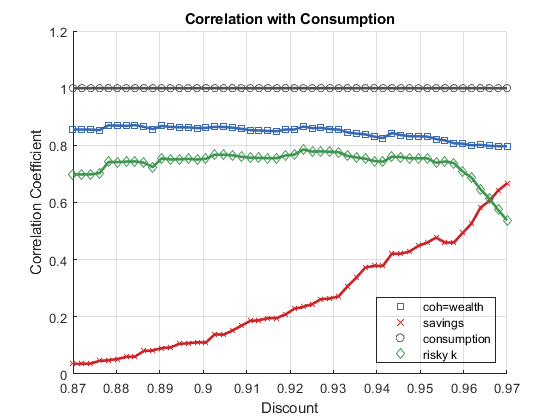 Correlation with Consumption
Correlation Coefficient
1.2
1
0.8
0.6
0.4
0.2
0
coh=wealth
savings
consumption
risky k
0.87 0.88 0.89 0.9 0.91 0.92 0.93 0.94 0.95 0.96 0.97
Discount